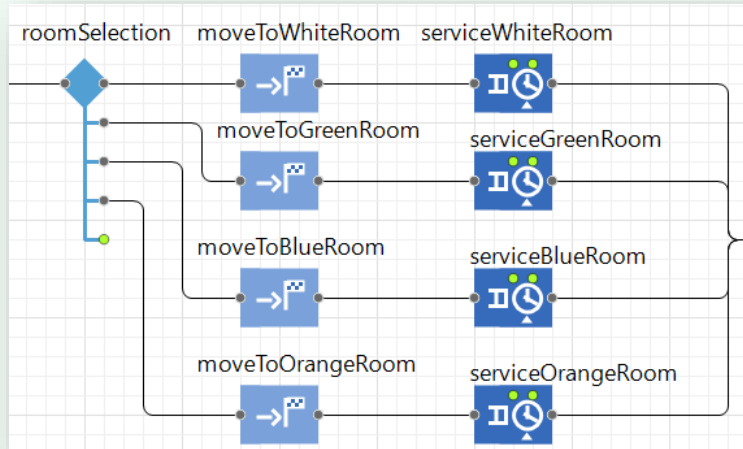 roomSelection
moveToWhiteRoom
serviceWhiteRoom
moveToGreenRoom
serviceGreenRoom
moveToBlueRoom
serviceBlueRoom
moveToOrangeRoom
serviceOrangeRoom